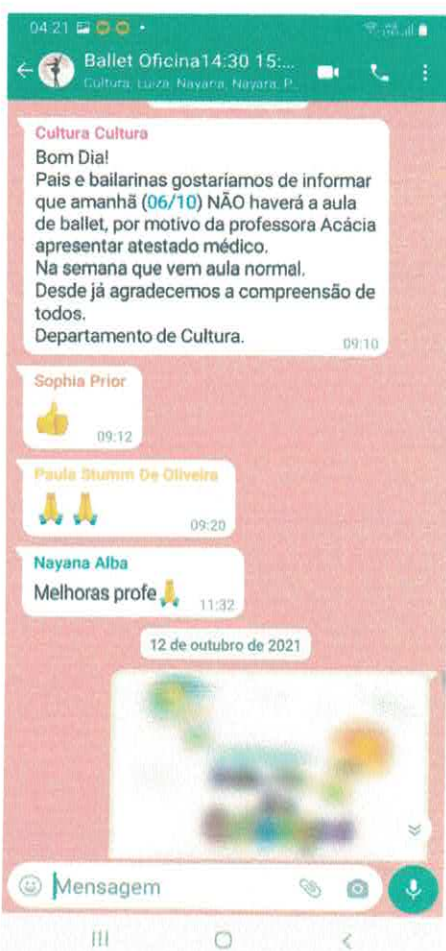 04:21
Ballet Oficina14:30 15:...
Cultura, Luiza, Nayana, Nayara, P...
Cultura Cultura
Bom Dia!
Pais e bailarinas gostaríamos de informar
que amanhã (06/10) NÃO haverá a aula
de ballet, por motivo da professora Acácia
apresentar atestado médico.
Na semana que vem aula normal.
Desde já agradecemos a compreensão de
todos.
Departamento de Cultura.
09:10
Sophia Prior
09:12
Paula Stumm De Oliveira
09:20
Nayana Alba
Melhoras profe
11:32
12 de outubro de 2021
Mensagem